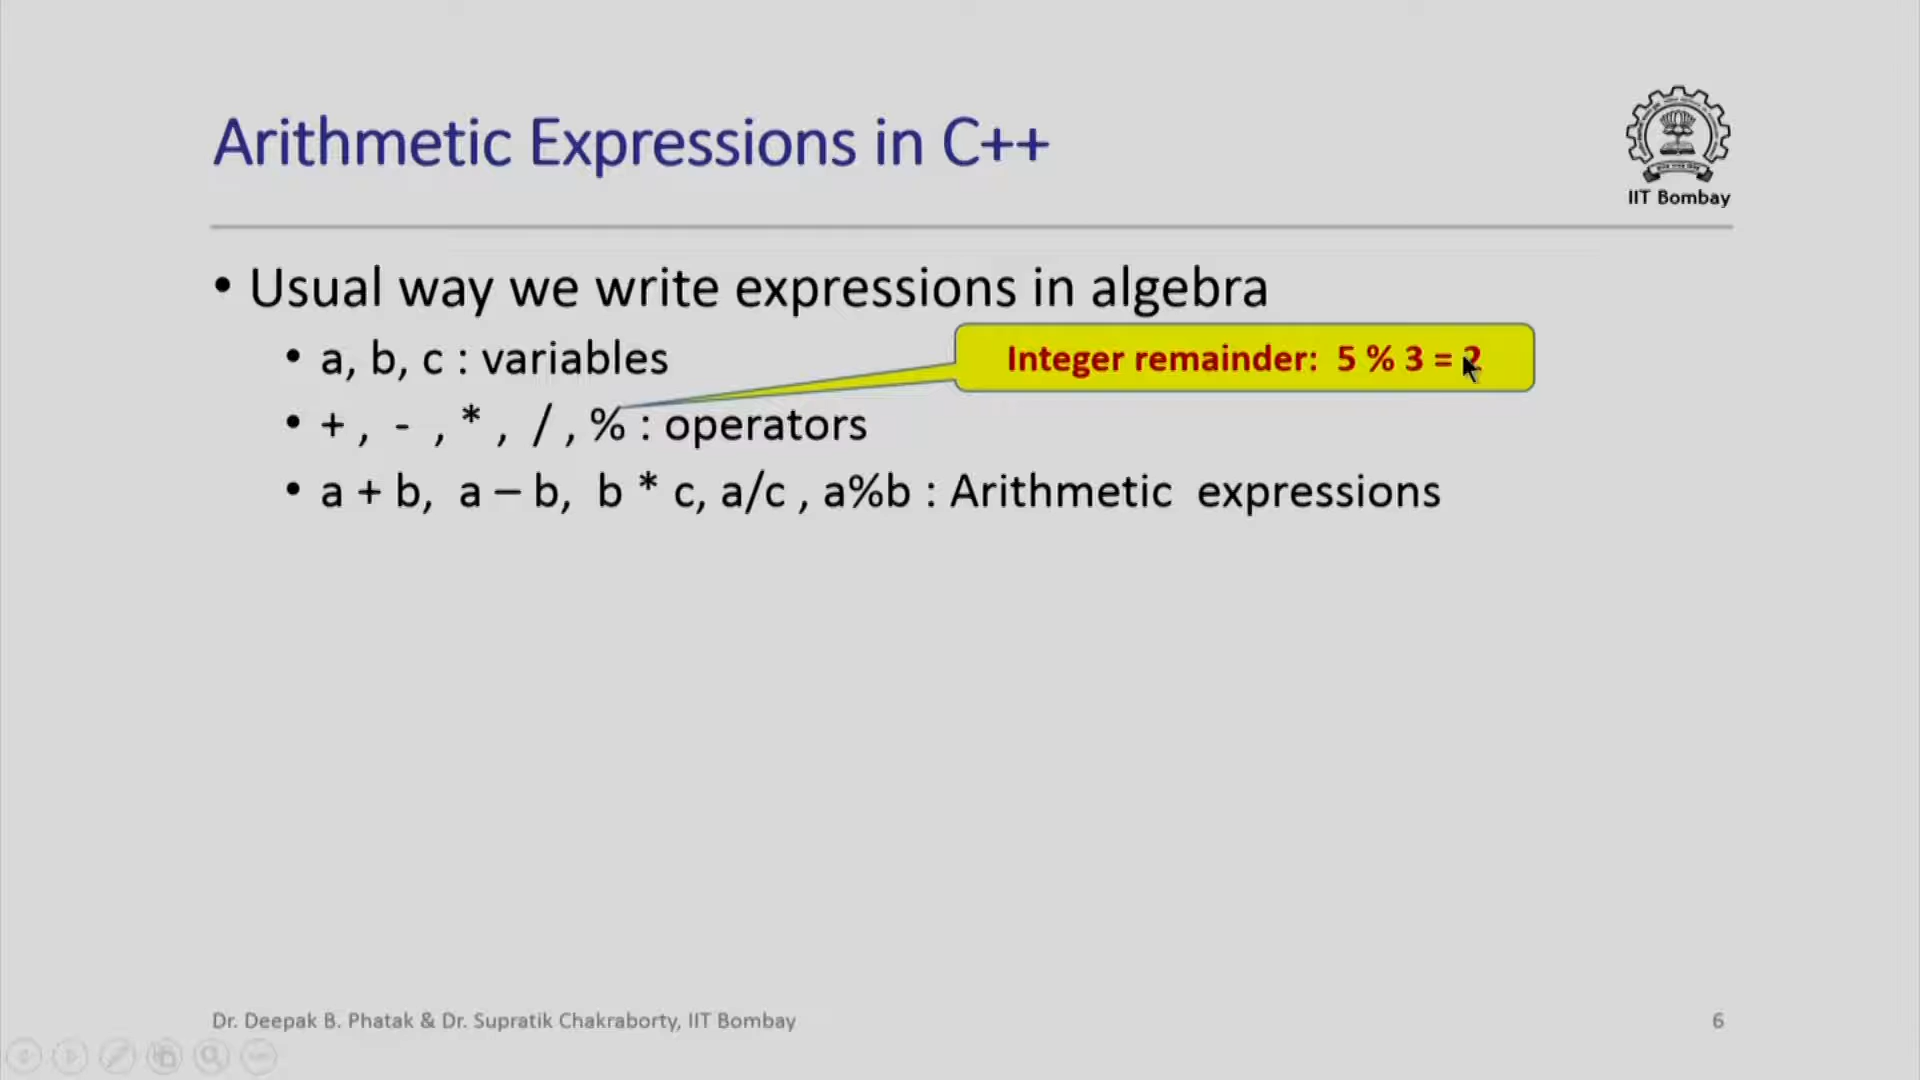 Arithmetic Expressions in C++
IIT Bombay
• Usual way we write expressions in algebra
• a, b, c : variables
Integer remainder: 5 % 3 = 2
• + , - , * , / , % : operators
• a + b, a – b, b * c, a/c , a%b : Arithmetic expressions
Dr. Deepak B. Phatak & Dr. Supratik Chakraborty, IIT Bombay
6